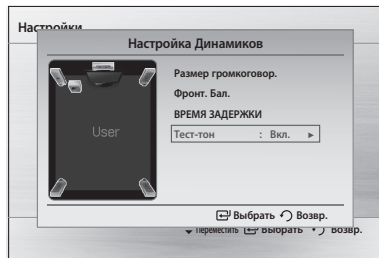 Настройки
Настройка Динамиков
Размер громкоговор.
Фронт. Бал.
ВРЕМЯ ЗАДЕРЖКИ
Тест-тон : Вкл. ►
User
Выбрать Возвр.
Переместить Выбрать Возвр.